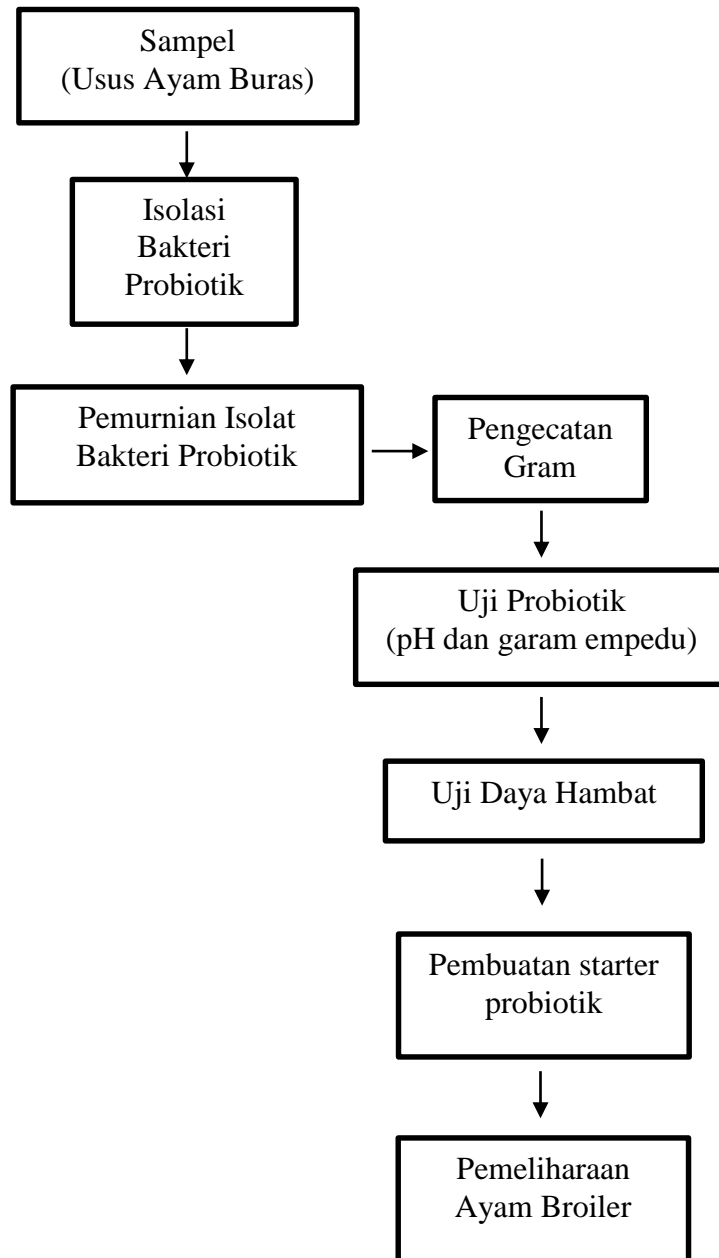 Sampel
(Usus Ayam Buras)
Isolasi
Bakteri
Probiotik
Pemurnian Isolat
Bakteri Probiotik
Pengecatan
Gram
Uji Probiotik
(pH dan garam empedu)
Uji Daya Hambat
Pembuatan starter
probiotik
Pemeliharaan
Ayam Broiler